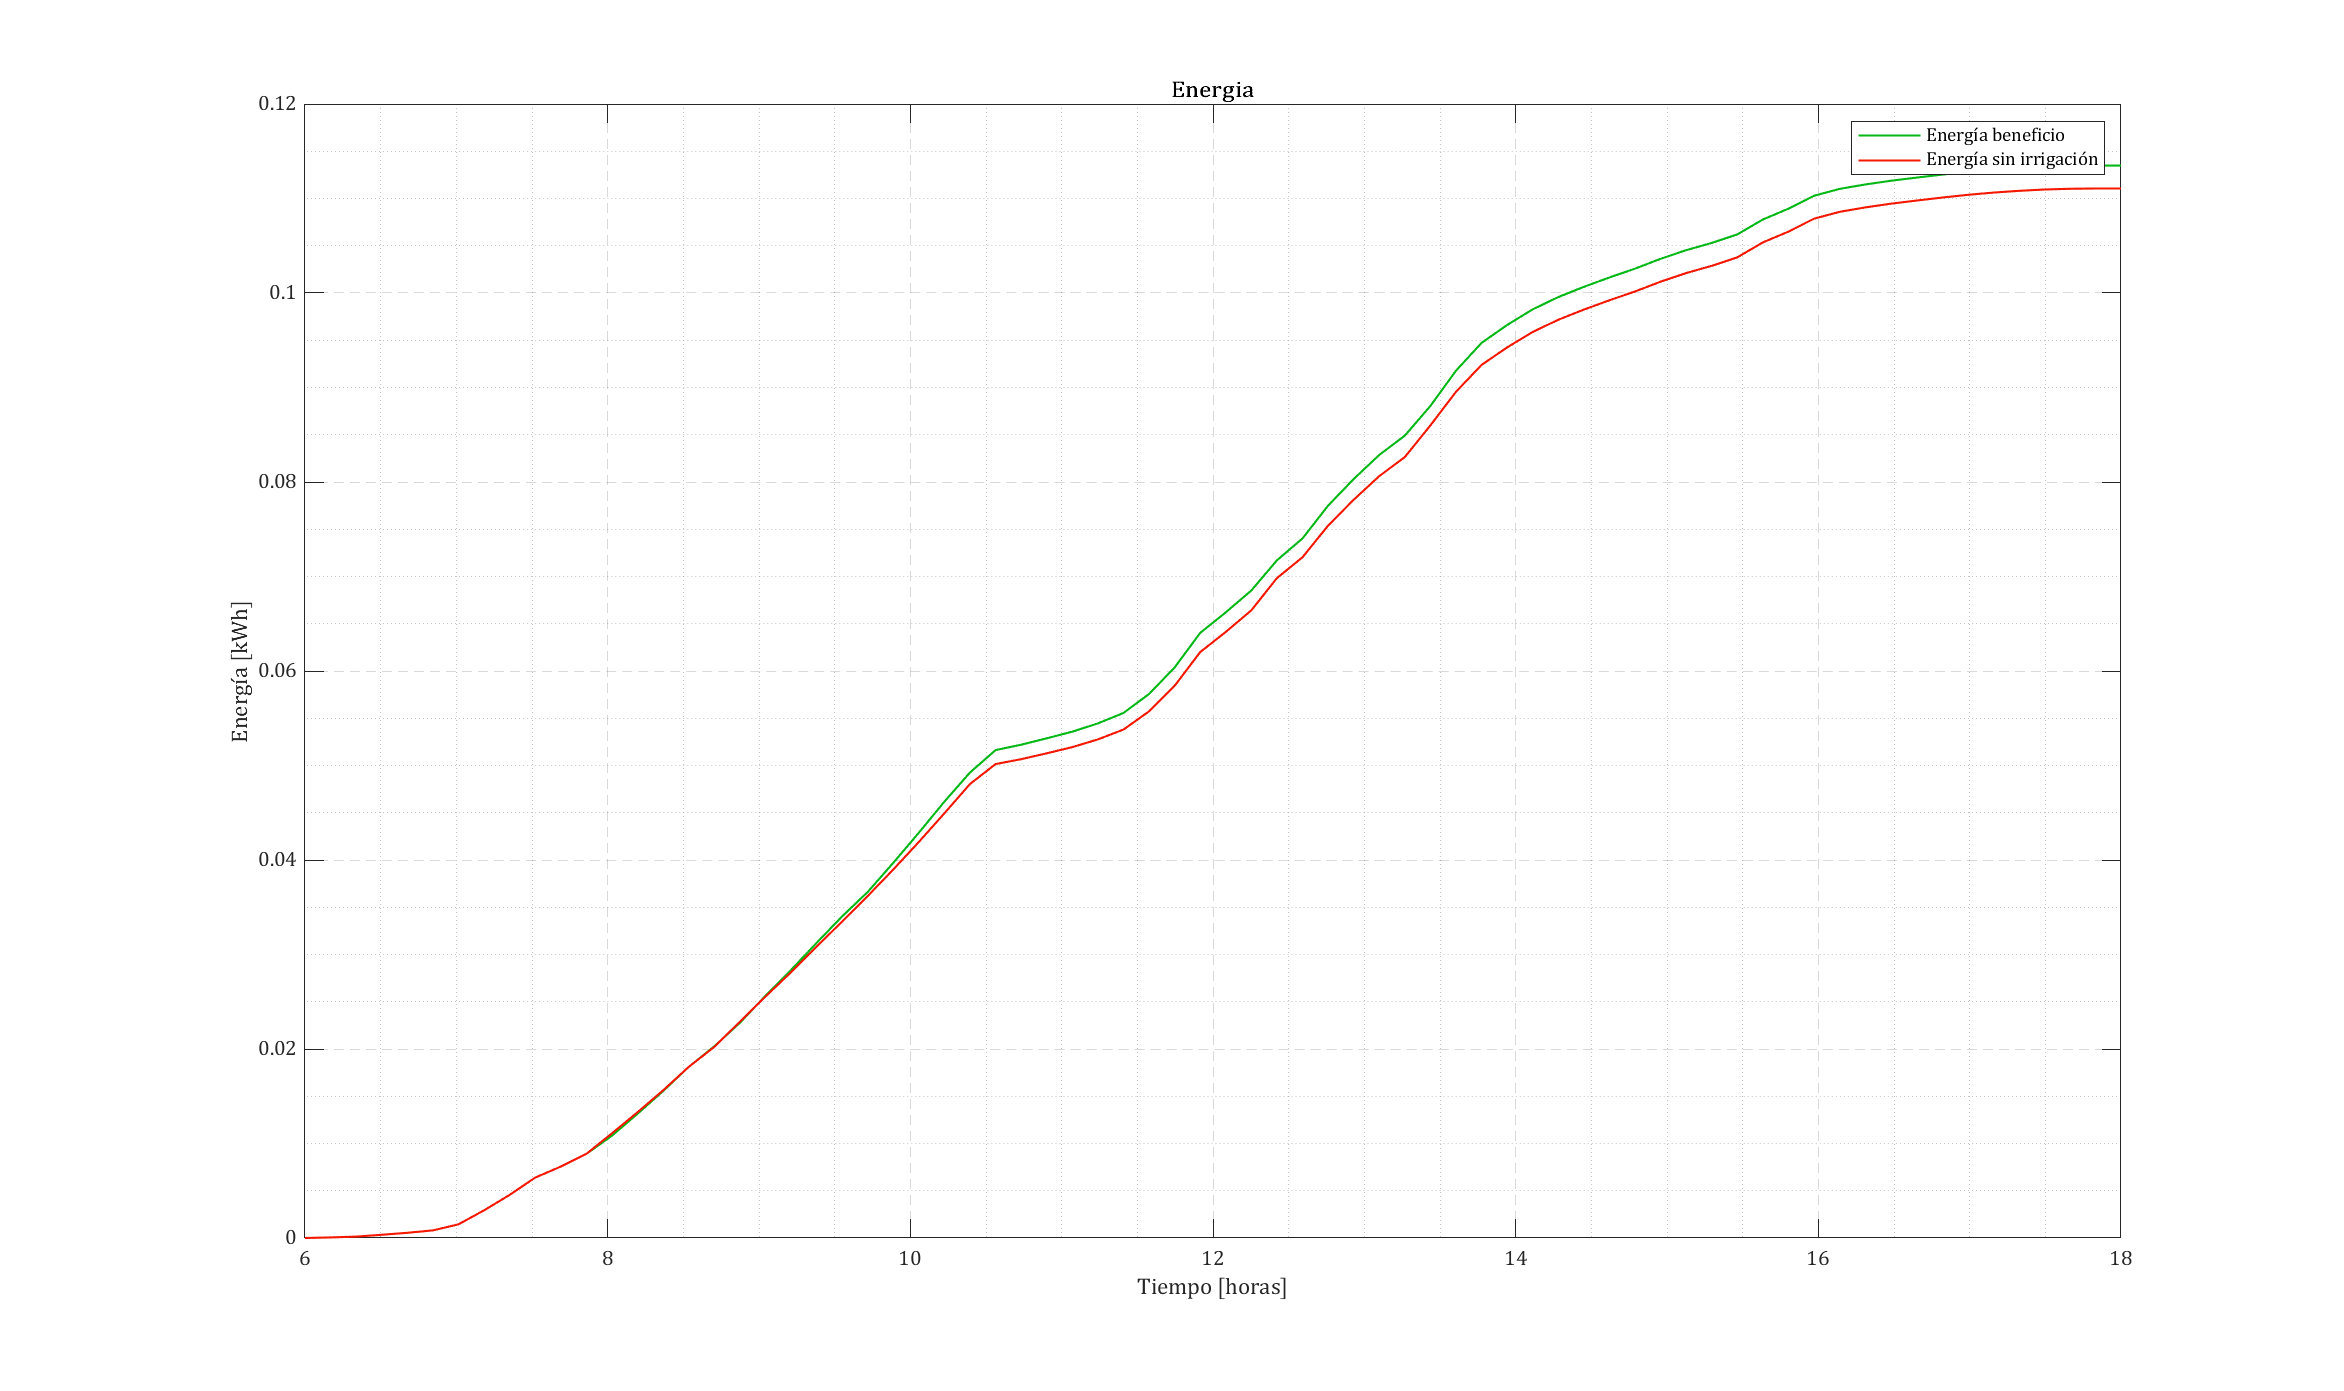 Energia
0.12
0.1
0.08
0.06
0.04
0.02
0
Energía [kWh]
6 8 10 12 14 16 18
Tiempo [horas]
Energía beneficio
Energía sin irrigación